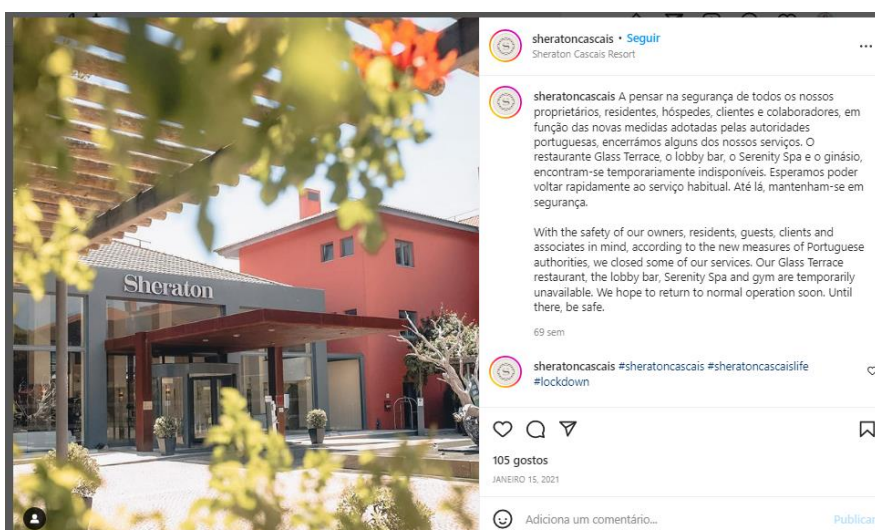 sheratoncascais • Seguir
Sheraton Cascais Resort
sheratoncascais A pensar na segurança de todos os nossos
proprietários, residentes, hóspedes, clientes e colaboradores, em
função das novas medidas adotadas pelas autoridades
portuguesas, encerrámos alguns dos nossos serviços. O
restaurante Glass Terrace, o lobby bar, o Serenity Spa e o ginásio,
encontram-se temporariamente indisponíveis. Esperamos poder
voltar rapidamente ao serviço habitual. Até lá, mantenham-se em
segurança.
With the safety of our owners, residents, guests, clients and
associates in mind, according to the new measures of Portuguese
authorities, we closed some of our services. Our Glass Terrace
restaurant, the lobby bar, Serenity Spa and gym are temporarily
unavailable. We hope to return to normal operation soon. Until
there, be safe.
69 sem
sheratoncascais #sheratoncascais #sheratoncascaislife
#lockdown
105 gostos
JANEIRO 15, 2021
Adiciona um comentário...
Publicar
Sheraton